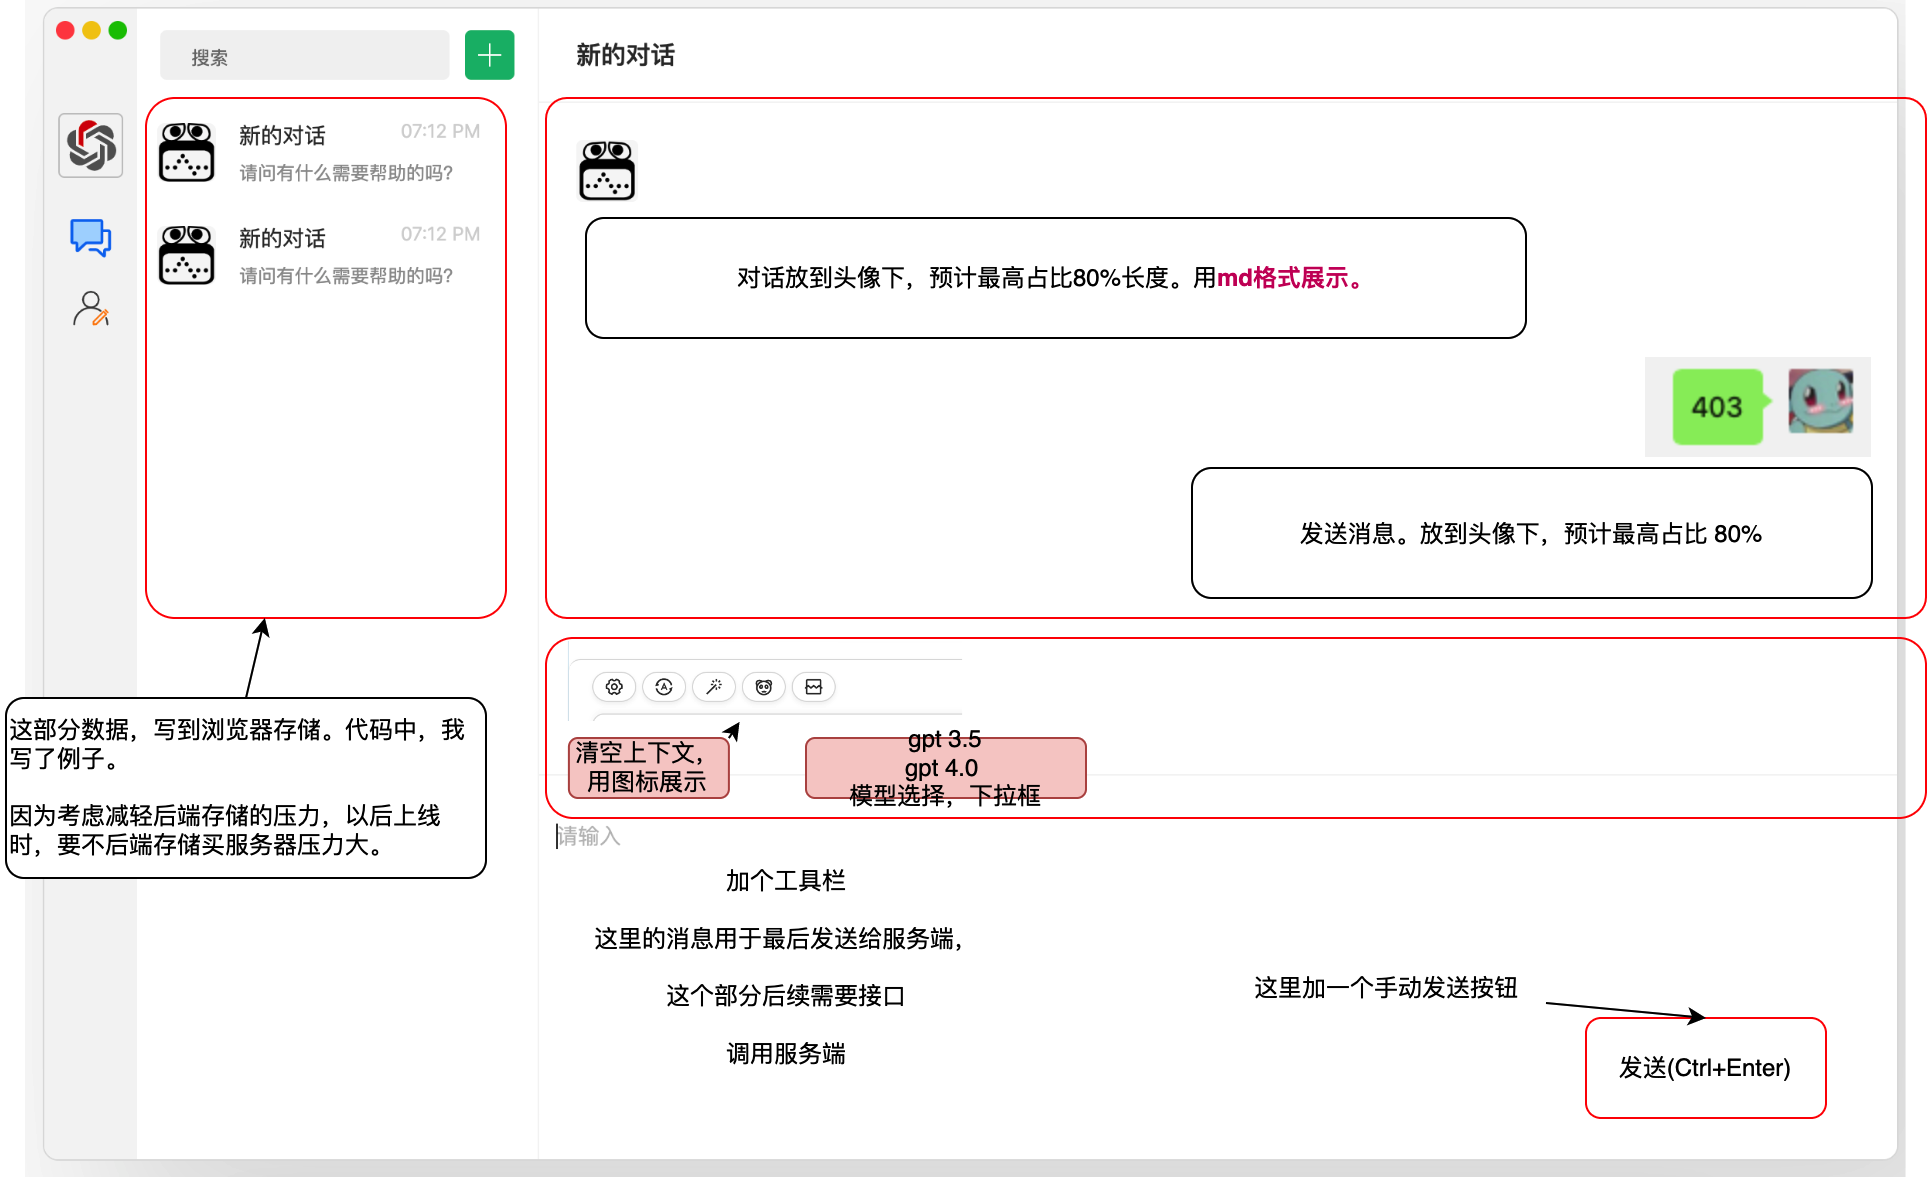 搜索
新的对话
新的对话
07:12 PM
请问有什么需要帮助的吗?
新的对话
07:12 PM
请问有什么需要帮助的吗?
对话放到头像下，预计最高占比80%长度。用md格式展示。
403
发送消息。放到头像下，预计最高占比 80%
这部分数据，写到浏览器存储。代码中，我
写了例子。
因为考虑减轻后端存储的压力，以后上线
时，要不后端存储买服务器压力大。
清空上下文，
用图标展示
gpt 3.5
gpt 4.0
模型选择，下拉框
请输入
加个工具栏
这里的消息用于最后发送给服务端，
这个部分后续需要接口
调用服务端
这里加一个手动发送按钮
发送(Ctrl+Enter)